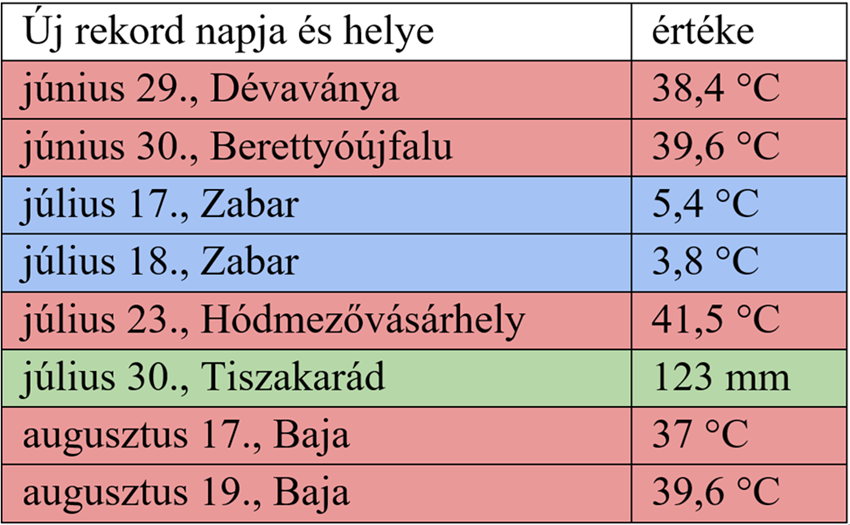 Új rekord napja és helye értéke
június 29., Dévaványa 38,4 °C
június 30., Berettyóújfalu 39,6 °C
július 17., Zabar 5,4 °C
július 18., Zabar 3,8 °C
július 23., Hódmezővásárhely 41,5 °C
július 30., Tiszakarád 123 mm
augusztus 17., Baja 37 °C
augusztus 19., Baja 39,6 °C